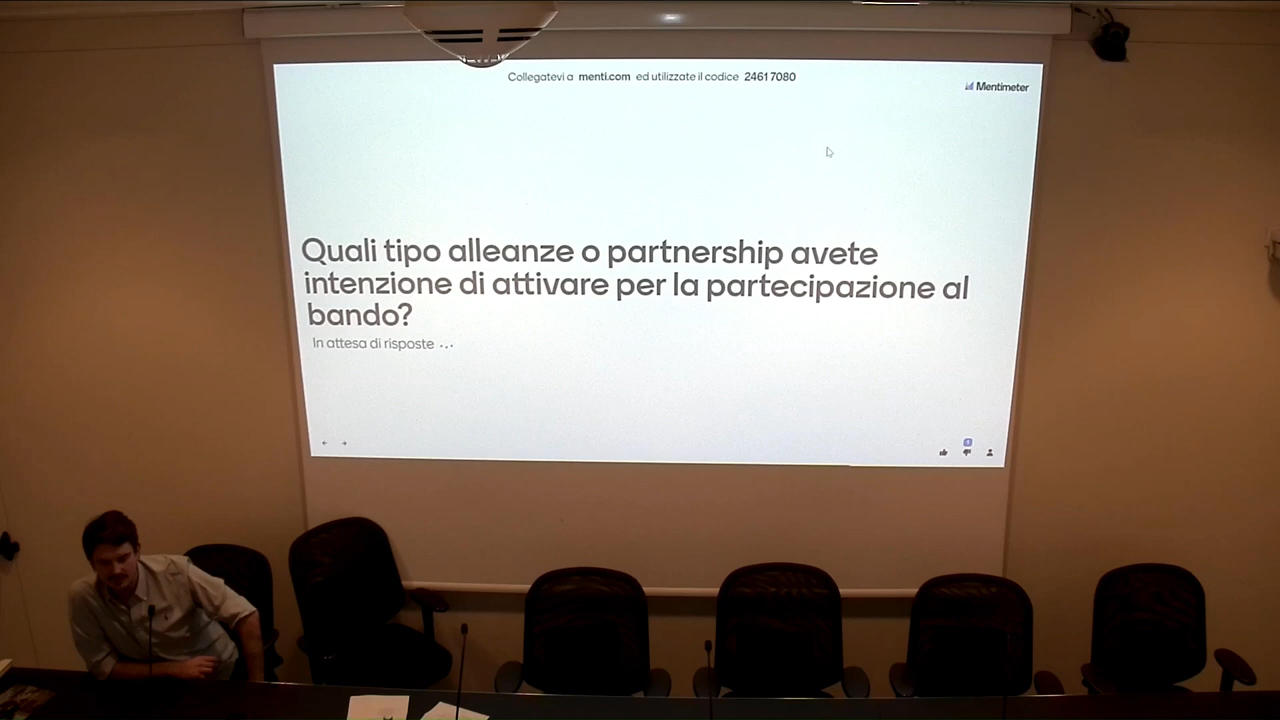 Collegatevi a menti.com ed utilizzate il codice 2461 7080
Mentimeter
Quali tipo alleanze o partnership avete
intenzione di attivare per la partecipazione al
bando?
In attesa di risposte ...
1